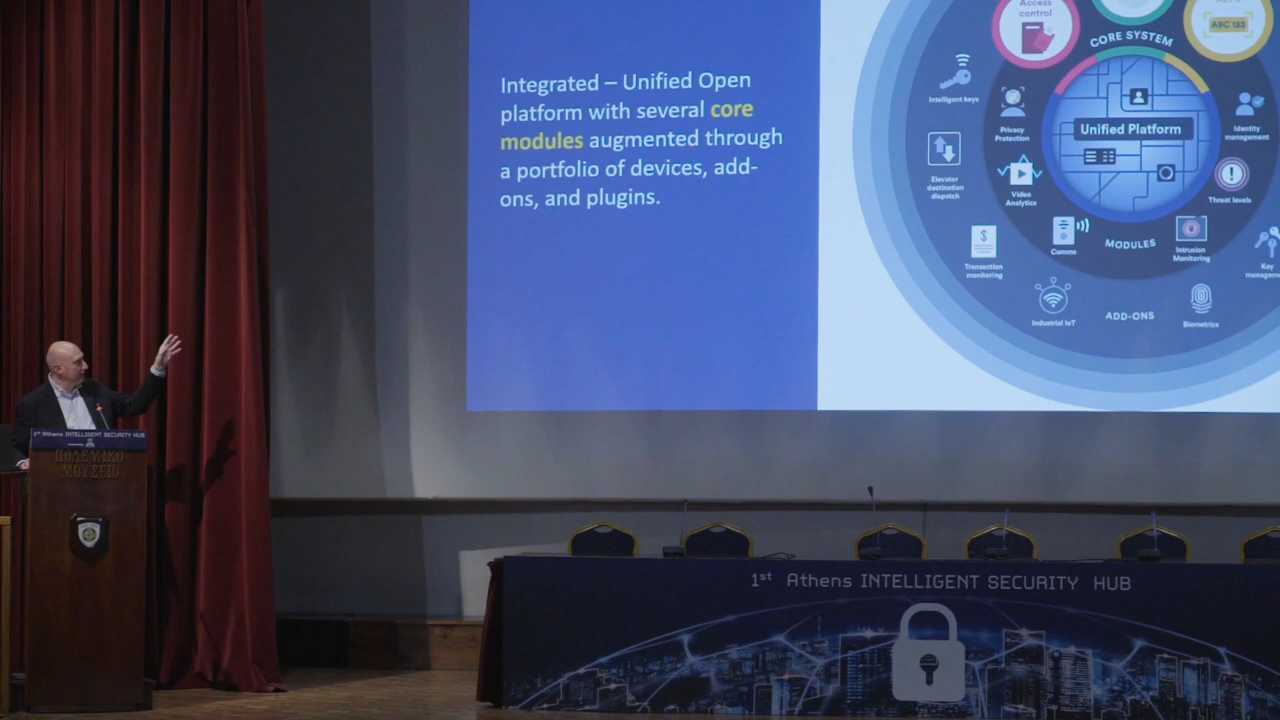 Integrated – Unified Open
platform with several core
modules augmented through
a portfolio of devices, add-
ons, and plugins.
Access
control
ABC 123
CORE SYSTEM
Intelligent keys
Privacy
Protection
Unified Platform
Identity
management
Elevator
destination
dispatch
Video
Analytics
Threat levels
Transaction
monitoring
Comms
MODULES
Intrusion
Monitoring
Key
Industrial IoT
ADD-ONS
Biometrics
1st Athens INTELLIGENT SECURITY HUB
ΠΟΛΕΜΙΚΟ
ΜΟΥΣΕΙΟ
1st Athens INTELLIGENT SECURITY HUB